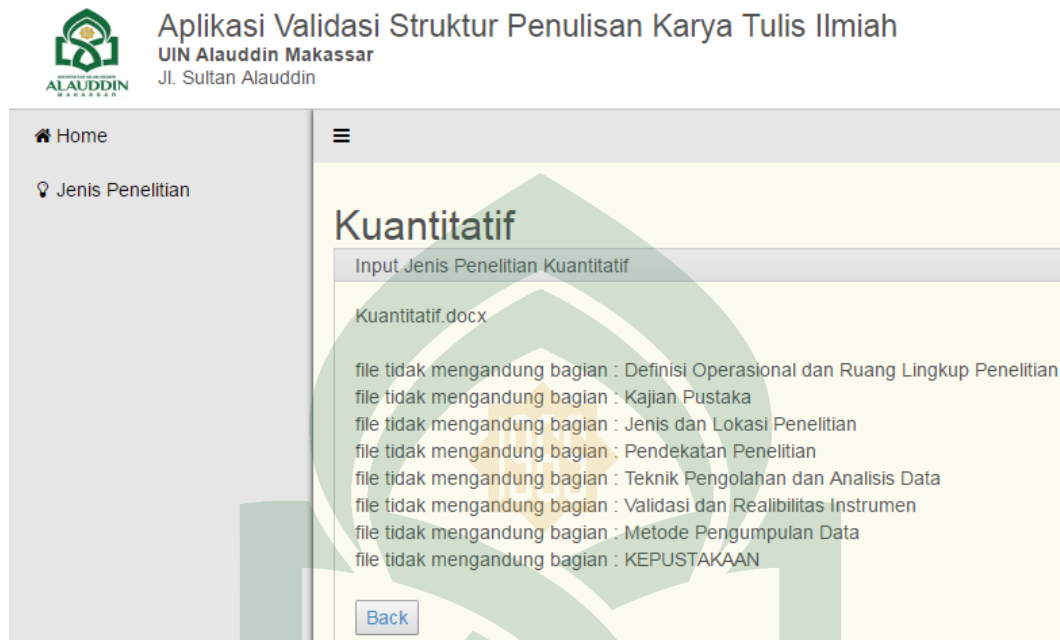 Aplikasi Validasi Struktur Penulisan Karya Tulis Ilmiah
UIN Alauddin Makassar
Jl. Sultan Alauddin
ALAUDDIN
MAKASSAR
Home
Jenis Penelitian
Kuantitatif
Input Jenis Penelitian Kuantitatif
Kuantitatif.docx
file tidak mengandung bagian : Definisi Operasional dan Ruang Lingkup Penelitian
file tidak mengandung bagian : Kajian Pustaka
file tidak mengandung bagian : Jenis dan Lokasi Penelitian
file tidak mengandung bagian : Pendekatan Penelitian
file tidak mengandung bagian : Teknik Pengolahan dan Analisis Data
file tidak mengandung bagian : Validasi dan Realibilitas Instrumen
file tidak mengandung bagian : Metode Pengumpulan Data
file tidak mengandung bagian : KEPUSTAKAAN
Back